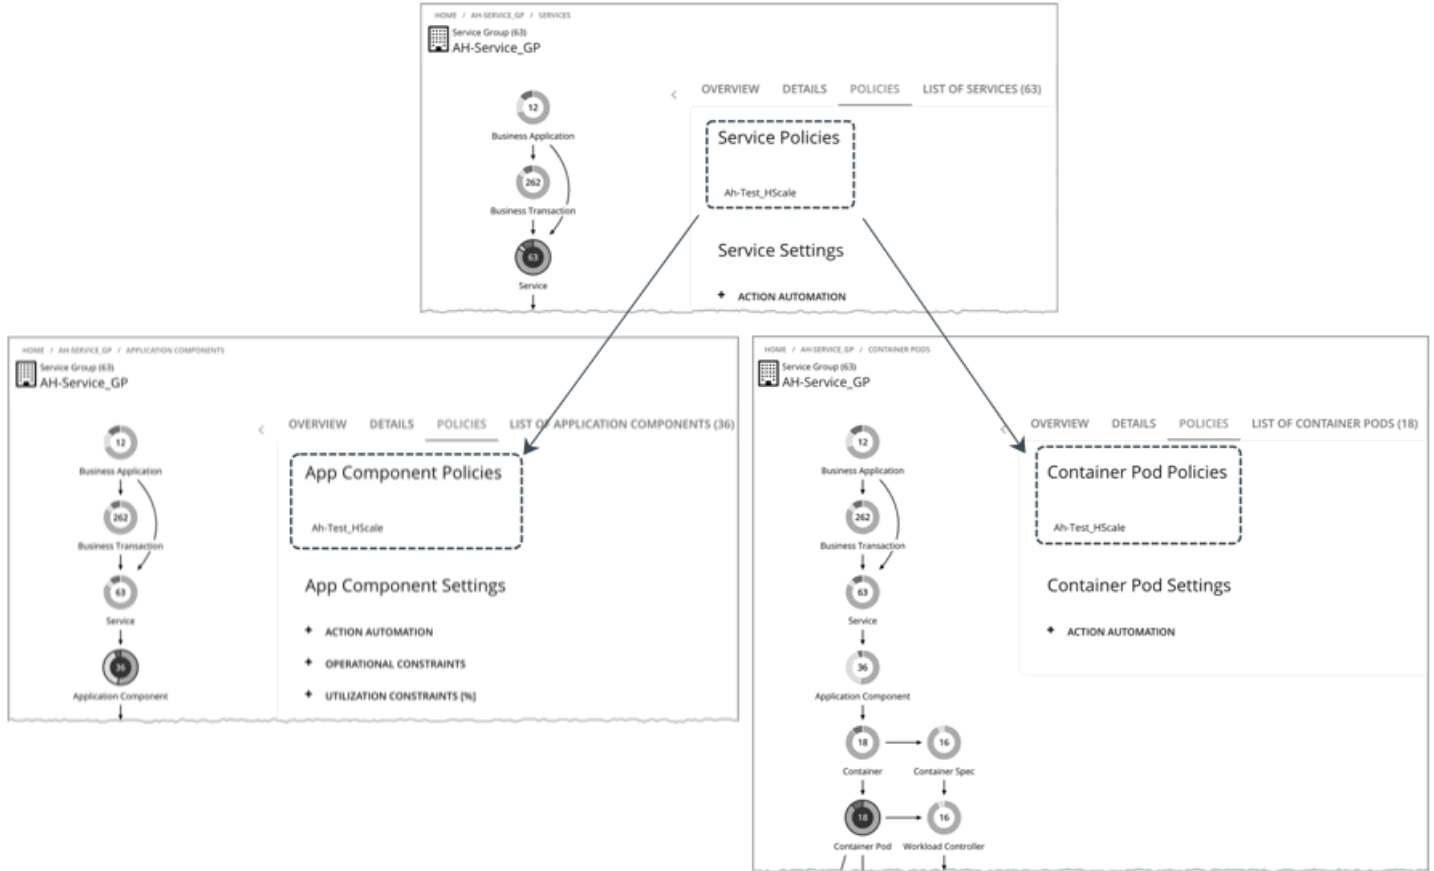 HOME / AH-SERVICE_GP / SERVICES
Service Group (63)
AH-Service_GP
OVERVIEW DETAILS POLICIES LIST OF SERVICES (63)
12
Business Application
262
Business Transaction
63
Service
Service Policies
Ah-Test_HScale
Service Settings
+ ACTION AUTOMATION
HOME / AH-SERVICE_GP / APPLICATION COMPONENTS
Service Group (63)
AH-Service_GP
OVERVIEW DETAILS POLICIES LIST OF APPLICATION COMPONENTS (36)
12
Business Application
262
Business Transaction
63
Service
36
Application Component
App Component Policies
Ah-Test_HScale
App Component Settings
+ ACTION AUTOMATION
+ OPERATIONAL CONSTRAINTS
+ UTILIZATION CONSTRAINTS [%]
HOME / AH-SERVICE_GP / CONTAINER PODS
Service Group (63)
AH-Service_GP
OVERVIEW DETAILS POLICIES LIST OF CONTAINER PODS (18)
12
Business Application
262
Business Transaction
63
Service
36
Application Component
18 16
Container Container Spec
18 16
Container Pod Workload Controller
Container Pod Policies
Ah-Test_HScale
Container Pod Settings
+ ACTION AUTOMATION